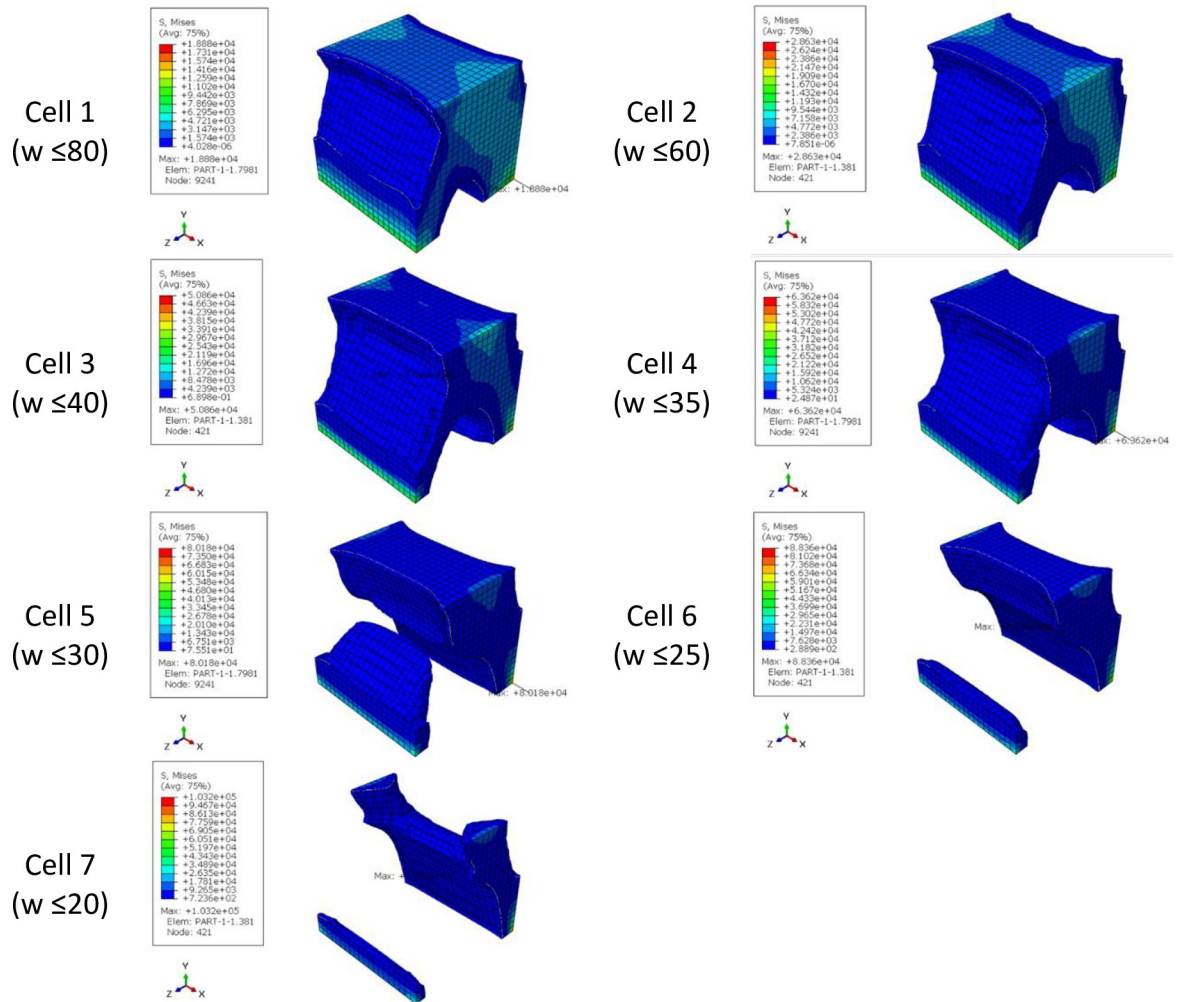 Cell 1
(w ≤80)
S, Mises
(Avg: 75%)
+1.888e+04
+1.731e+04
+1.574e+04
+1.416e+04
+1.259e+04
+1.102e+04
+9.442e+03
+7.869e+03
+6.295e+03
+4.721e+03
+3.147e+03
+1.574e+03
+4.028e-06
Max: +1.888e+04
Elem: PART-1-1.7981
Node: 9241
Max: +1.888e+04
Y
Z
X
Cell 2
(w ≤60)
S, Mises
(Avg: 75%)
+2.863e+04
+2.624e+04
+2.386e+04
+2.147e+04
+1.909e+04
+1.670e+04
+1.432e+04
+1.193e+04
+9.544e+03
+7.158e+03
+4.772e+03
+2.386e+03
+7.851e-06
Max: +2.863e+04
Elem: PART-1-1.381
Node: 421
Y
Z
X
Cell 3
(w ≤40)
S, Mises
(Avg: 75%)
+5.086e+04
+4.663e+04
+4.239e+04
+3.815e+04
+3.391e+04
+2.967e+04
+2.543e+04
+2.119e+04
+1.696e+04
+1.272e+04
+8.478e+03
+4.239e+03
+6.898e-01
Max: +5.086e+04
Elem: PART-1-1.381
Node: 421
Y
Z
X
Cell 4
(w ≤35)
S, Mises
(Avg: 75%)
+6.362e+04
+5.832e+04
+5.302e+04
+4.772e+04
+4.242e+04
+3.712e+04
+3.182e+04
+2.652e+04
+2.122e+04
+1.592e+04
+1.062e+04
+5.324e+03
+2.487e+01
Max: +6.362e+04
Elem: PART-1-1.7981
Node: 9241
Max: +6.362e+04
Y
Z
X
Cell 5
(w ≤30)
S, Mises
(Avg: 75%)
+8.018e+04
+7.350e+04
+6.683e+04
+6.015e+04
+5.348e+04
+4.680e+04
+4.013e+04
+3.345e+04
+2.678e+04
+2.010e+04
+1.343e+04
+6.751e+03
+7.551e+01
Max: +8.018e+04
Elem: PART-1-1.7981
Node: 9241
Max: +8.018e+04
Y
Z
X
Cell 6
(w ≤25)
S, Mises
(Avg: 75%)
+8.836e+04
+8.102e+04
+7.368e+04
+6.634e+04
+5.901e+04
+5.167e+04
+4.433e+04
+3.699e+04
+2.965e+04
+2.231e+04
+1.497e+04
+7.628e+03
+2.889e+02
Max: +8.836e+04
Elem: PART-1-1.381
Node: 421
Max:
Y
Z
X
Cell 7
(w ≤20)
S, Mises
(Avg: 75%)
+1.032e+05
+9.467e+04
+8.613e+04
+7.759e+04
+6.905e+04
+6.051e+04
+5.197e+04
+4.343e+04
+3.489e+04
+2.635e+04
+1.781e+04
+9.265e+03
+7.236e+02
Max: +1.032e+05
Elem: PART-1-1.381
Node: 421
Max:
Y
Z
X